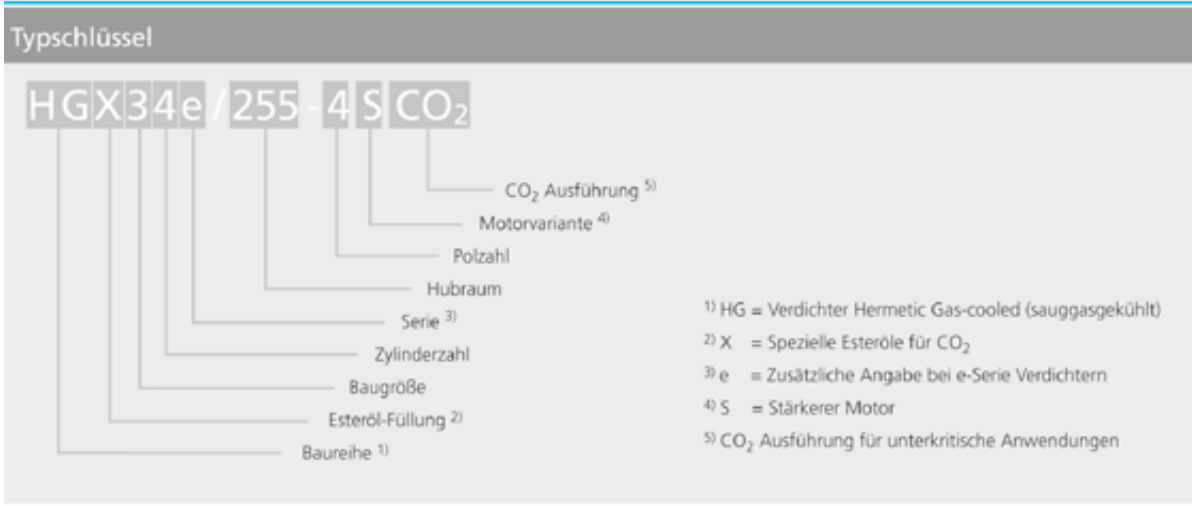 Typschlüssel
HGX34e/255-4 S CO₂
CO₂ Ausführung ⁵⁾
Motorvariante ⁴⁾
Polzahl
Hubraum
Serie ³⁾
Zylinderzahl
Baugröße
Esteröl-Füllung ²⁾
Baureihe ¹⁾
¹⁾ HG = Verdichter Hermetic Gas-cooled (sauggasgekühlt)
²⁾ X = Spezielle Esteröle für CO₂
³⁾ e = Zusätzliche Angabe bei e-Serie Verdichtern
⁴⁾ S = Stärkerer Motor
⁵⁾ CO₂ Ausführung für unterkritische Anwendungen